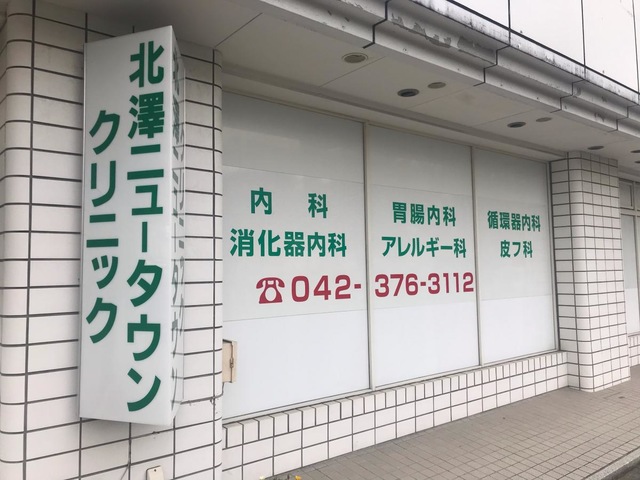 北澤ニュータウン
クリニック
内科
消化器内科
胃腸内科
アレルギー科
循環器内科
皮フ科
☎042-376-3112